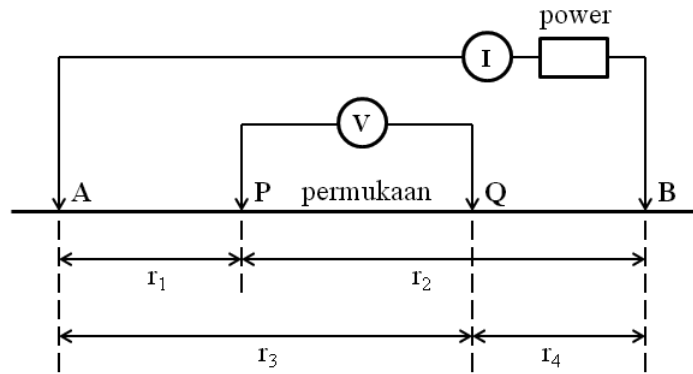 power
I
V
A P permukaan Q B
r₁ r₂
r₃ r₄